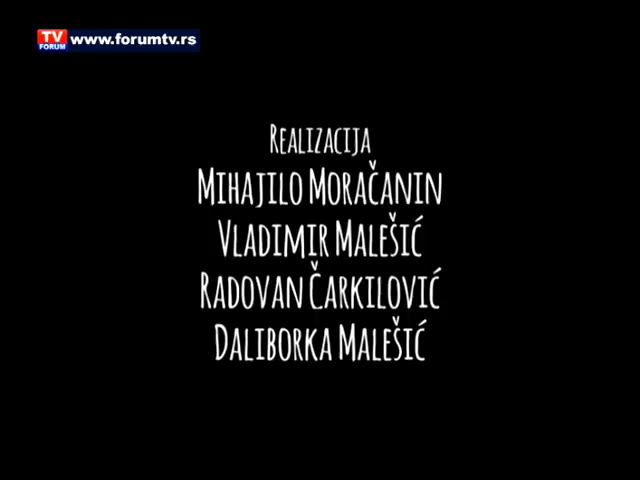 TV FORUM www.forumtv.rs
REALIZACIJA
MIHAJILO MORAČANIN
VLADIMIR MALEŠIĆ
RADOVAN ČARKILOVIĆ
DALIBORKA MALEŠIĆ